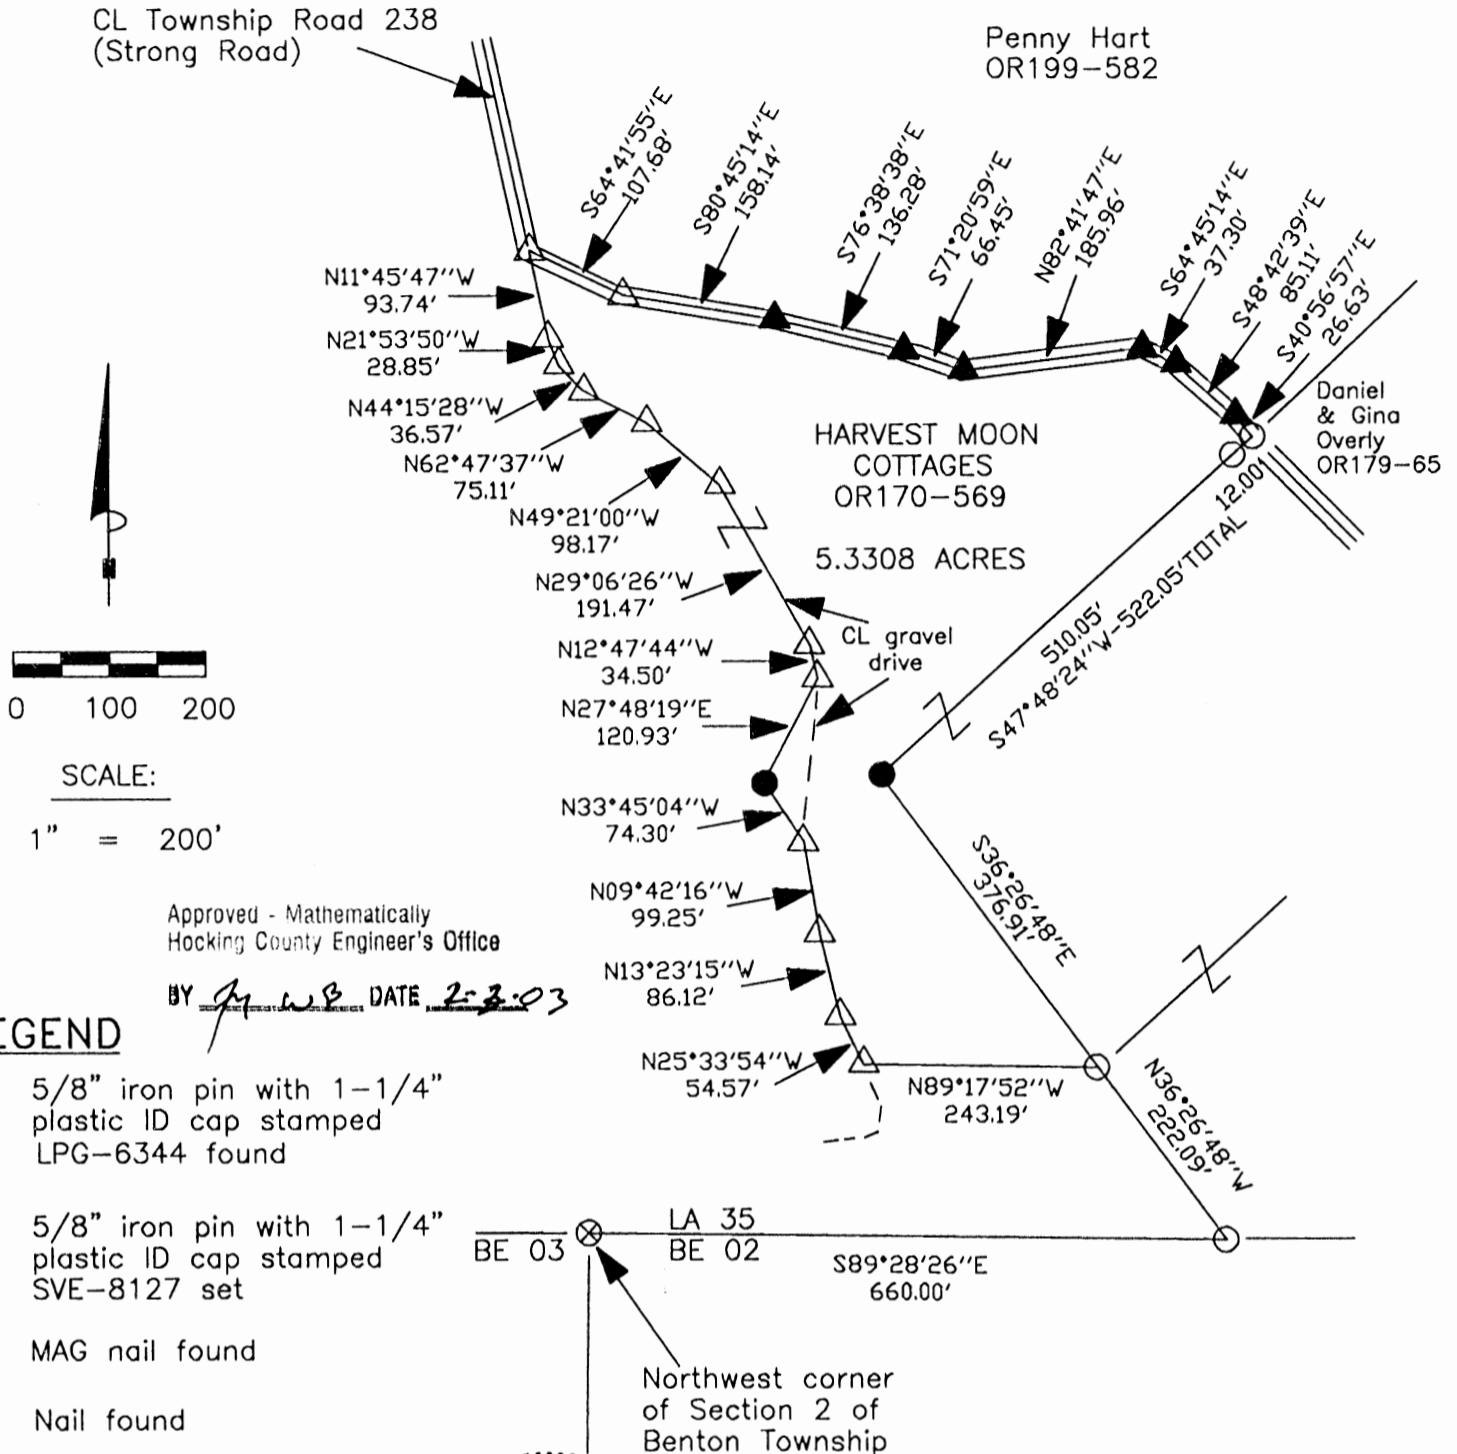 CL Township Road 238
(Strong Road)
Penny Hart
OR199-582
S64°41'55"E
107.68'
S80°45'14"E
158.14'
S76°38'38"E
136.28'
S71°20'59"E
66.45'
N82°41'47"E
185.96'
S64°45'14"E
37.30'
S48°42'39"E
85.11'
S40°56'57"E
26.63'
Daniel
& Gina
Overly
OR179-65
N11°45'47"W
93.74'
N21°53'50"W
28.85'
N44°15'28"W
36.57'
N62°47'37"W
75.11'
N49°21'00"W
98.17'
N29°06'26"W
191.47'
N12°47'44"W
34.50'
N27°48'19"E
120.93'
N33°45'04"W
74.30'
N09°42'16"W
99.25'
N13°23'15"W
86.12'
N25°33'54"W
54.57'
HARVEST MOON
COTTAGES
OR170-569
5.3308 ACRES
CL gravel
drive
12.00'
510.05'
S47°48'24"W-522.05'TOTAL
S36°26'48"E
376.91'
N89°17'52"W
243.19'
N36°26'48"W
222.09'
0 100 200
SCALE:
1" = 200'
Approved - Mathematically
Hocking County Engineer's Office
BY DATE
EGEND
5/8" iron pin with 1-1/4"
plastic ID cap stamped
LPG-6344 found
5/8" iron pin with 1-1/4"
plastic ID cap stamped
SVE-8127 set
MAG nail found
Nail found
LA 35
BE 03 BE 02
S89°28'26"E
660.00'
Northwest corner
of Section 2 of
Benton Township